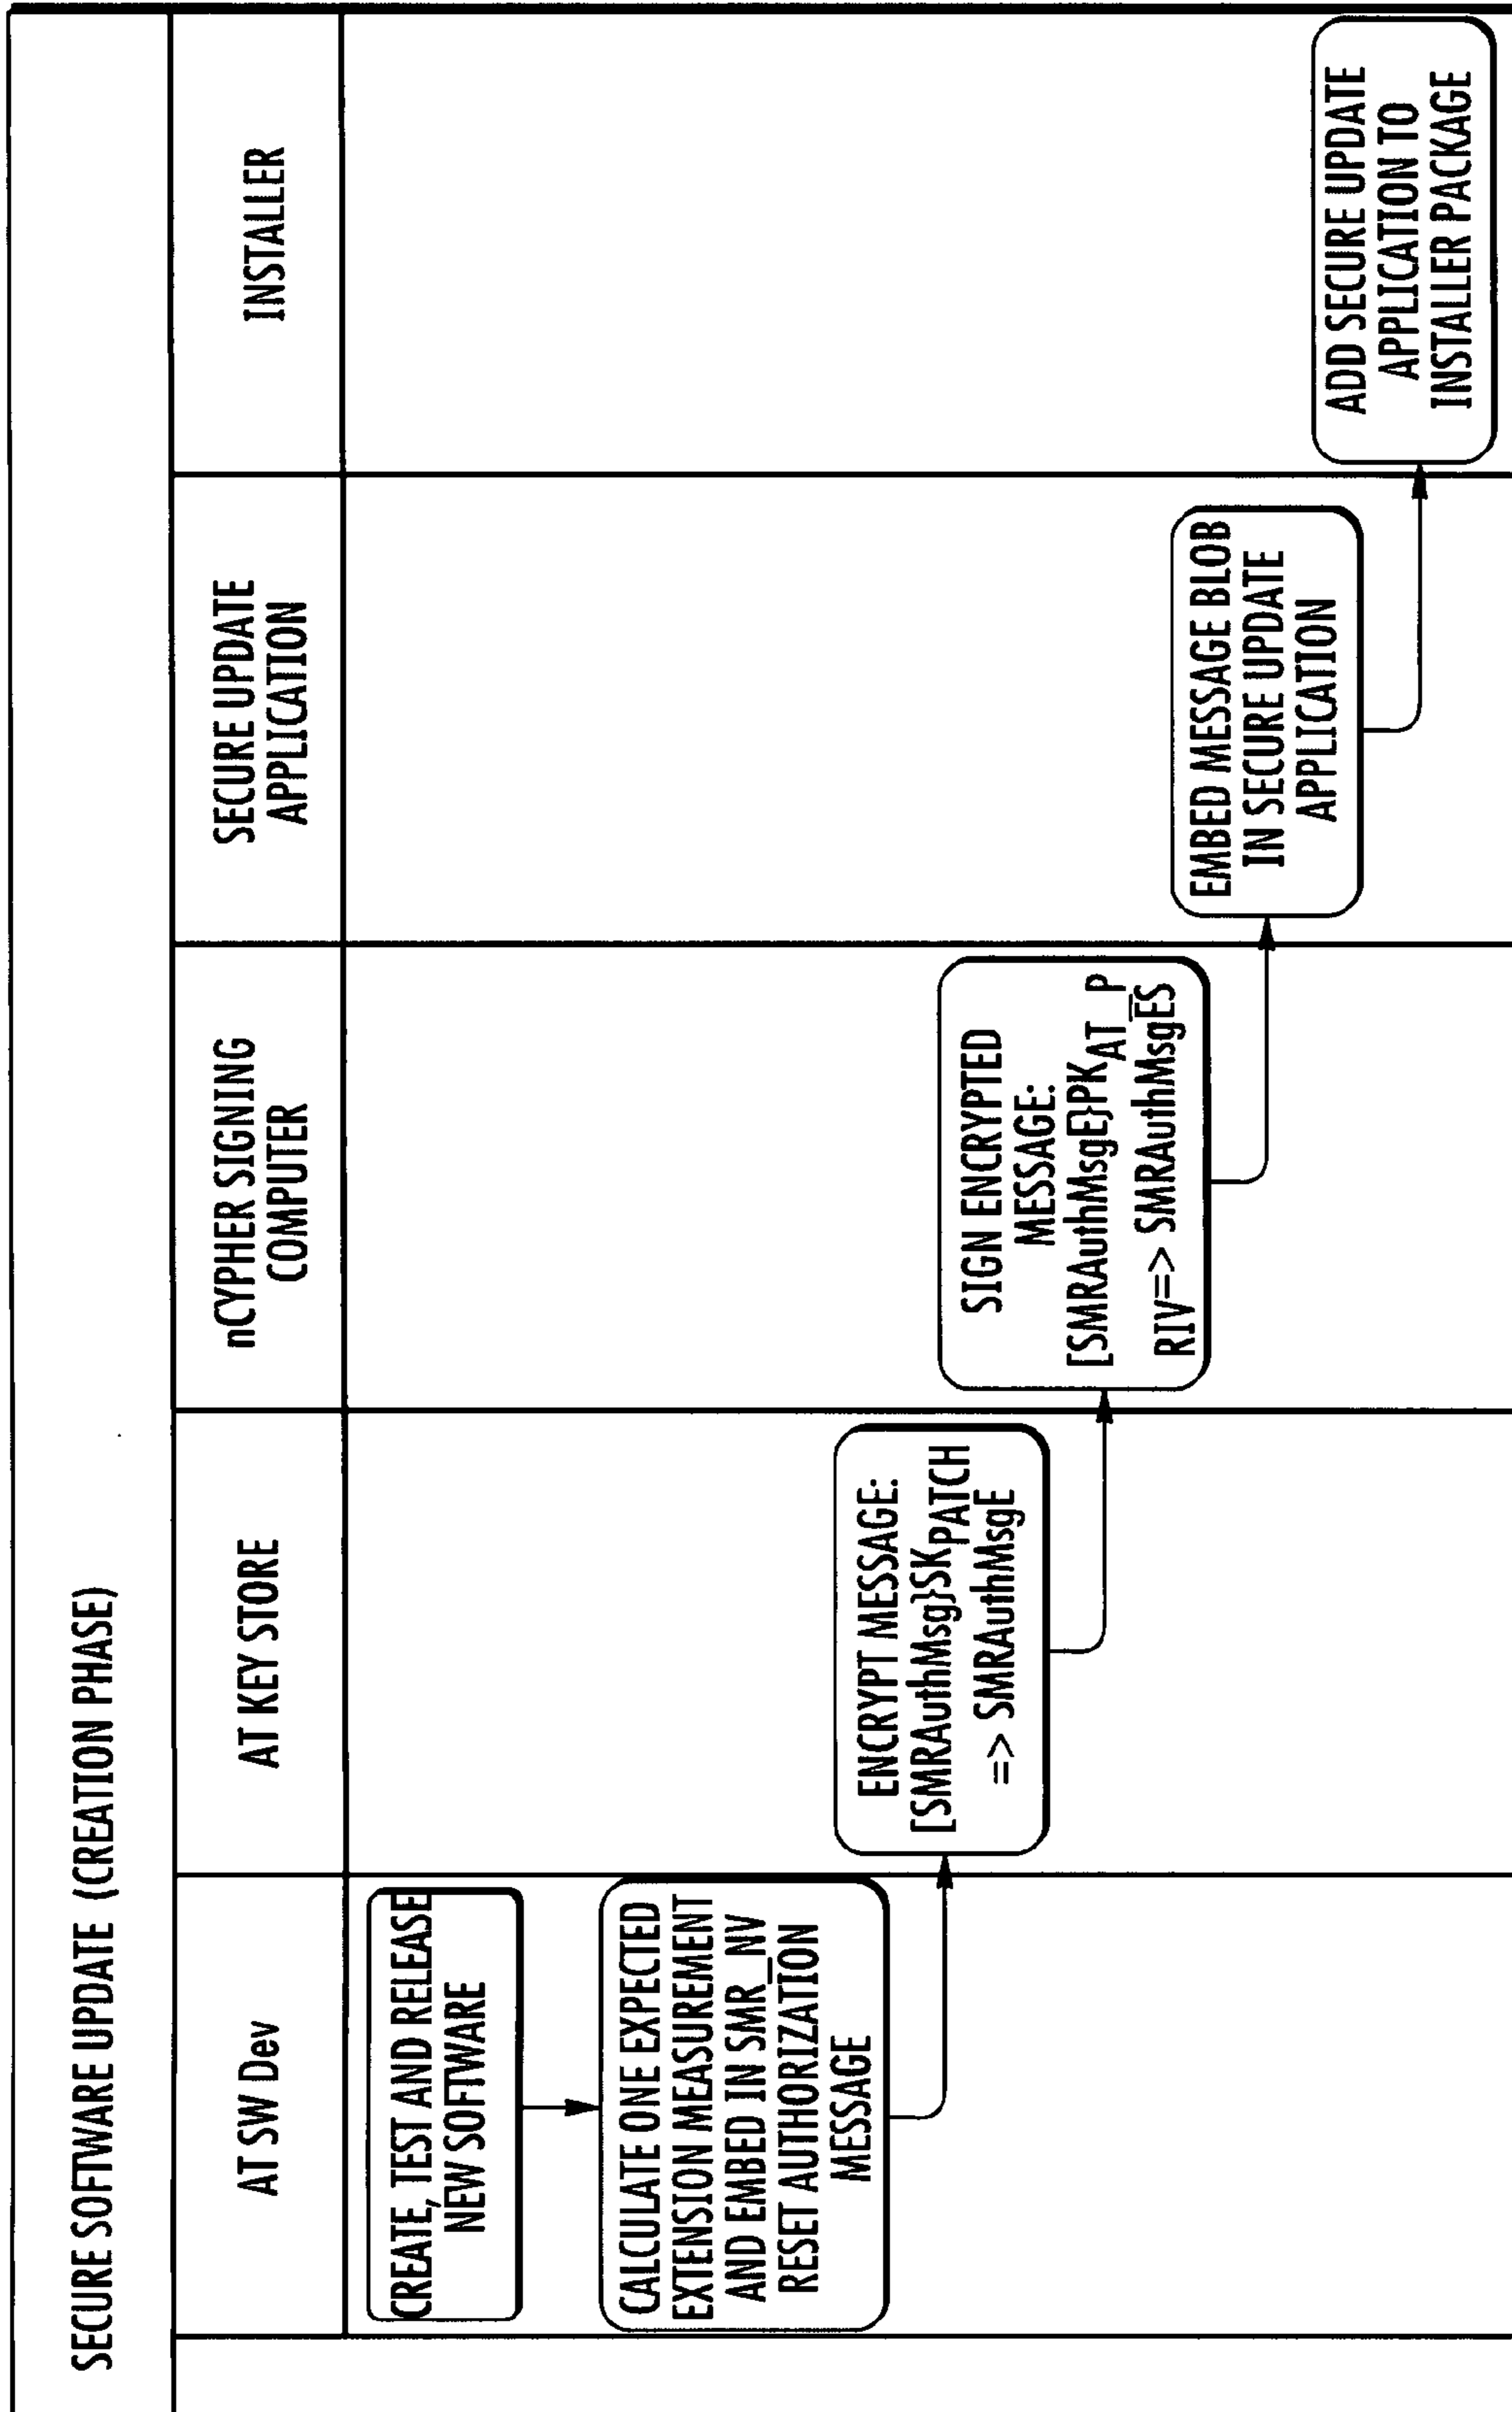 SECURE SOFTWARE UPDATE (CREATION PHASE)
AT SW Dev
AT KEY STORE
nCYPHER SIGNING
COMPUTER
SECURE UPDATE
APPLICATION
INSTALLER
CREATE, TEST AND RELEASE
NEW SOFTWARE
CALCULATE ONE EXPECTED
EXTENSION MEASUREMENT
AND EMBED IN SMR_NV
RESET AUTHORIZATION
MESSAGE
ENCRYPT MESSAGE:
[SMRAuthMsg}SKPATCH
=> SMRAuthMsgE
SIGN ENCRYPTED
MESSAGE:
[SMRAuthMsgE}PKAT_P
RIV=> SMRAuthMsgES
EMBED MESSAGE BLOB
IN SECURE UPDATE
APPLICATION
ADD SECURE UPDATE
APPLICATION TO
INSTALLER PACKAGE